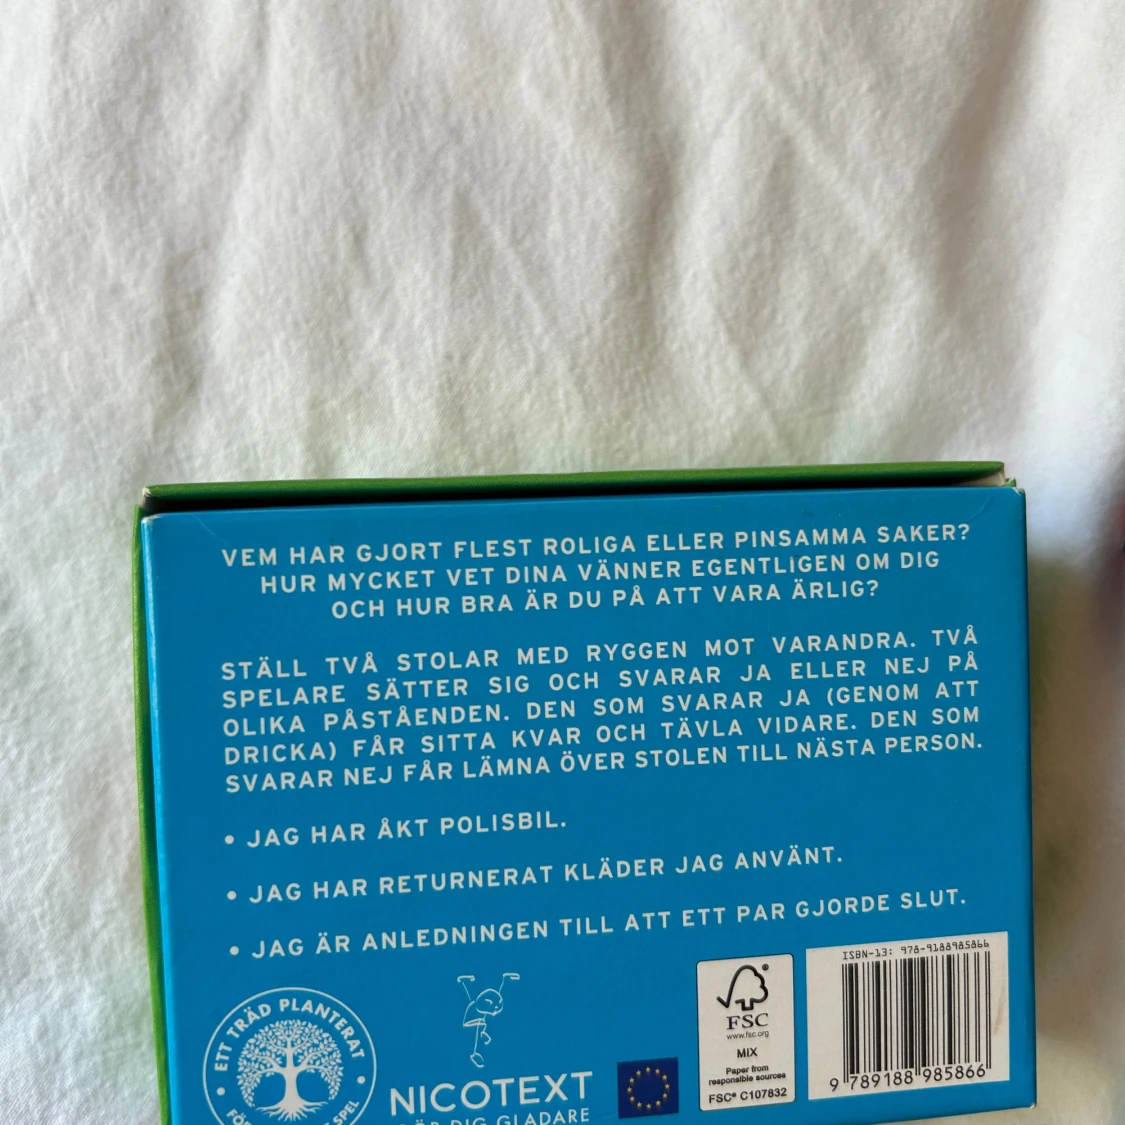 VEM HAR GJORT FLEST ROLIGA ELLER PINSAMMA SAKER?
HUR MYCKET VET DINA VÄNNER EGENTLIGEN OM DIG
OCH HUR BRA ÄR DU PÅ ATT VARA ÄRLIG?
STÄLL TVÅ STOLAR MED RYGGEN MOT VARANDRA. TVÅ
SPELARE SÄTTER SIG OCH SVARAR JA ELLER NEJ PÅ
OLIKA PÅSTÅENDEN. DEN SOM SVARAR JA (GENOM ATT
DRICKA) FÅR SITTA KVAR OCH TÄVLA VIDARE. DEN SOM
SVARAR NEJ FÅR LÄMNA ÖVER STOLEN TILL NÄSTA PERSON.
• JAG HAR ÅKT POLISBIL.
• JAG HAR RETURNERAT KLÄDER JAG ANVÄNT.
• JAG ÄR ANLEDNINGEN TILL ATT ETT PAR GJORDE SLUT.
• ETT TRÄD PLANTERAT •
SPEL
NICOTEXT
DIG GLADARE
FSC
www.fsc.org
MIX
Paper from
responsible sources
FSC® C107832
ISBN-13: 978-9188985866
9 789188 985866